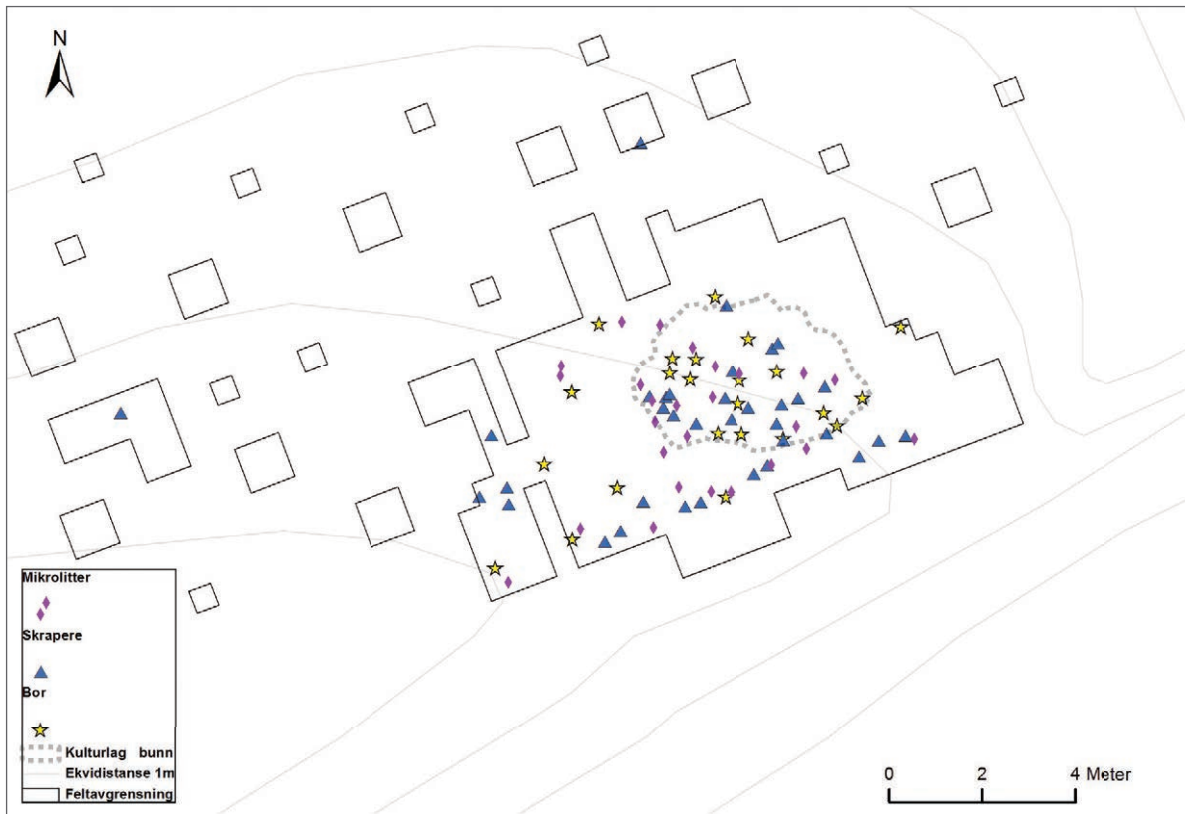 N
Mikrolitter
Skrapere
Bor
Kulturlag bunn
Ekvidistanse 1m
Feltavgrensning
0 2 4 Meter